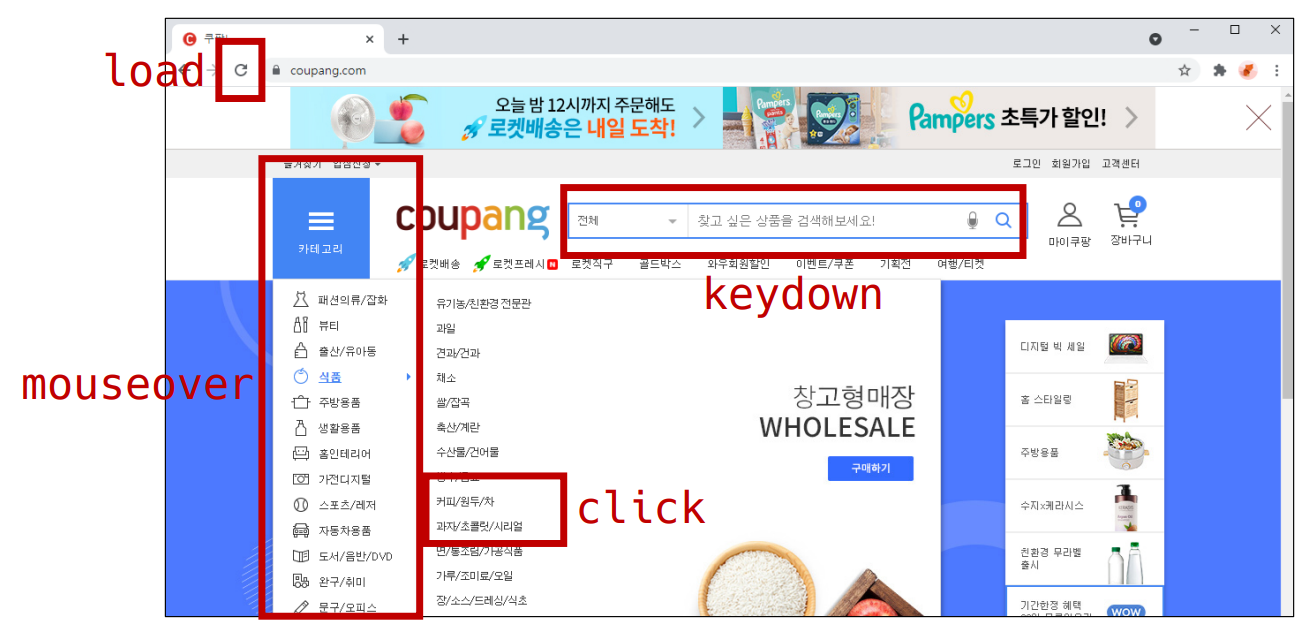 쿠팡!
load
coupang.com
오늘 밤 12시까지 주문해도
로켓배송은 내일 도착!
Pampers
Pampers 초특가 할인!
즐겨찾기 입점신청
로그인 회원가입 고객센터
카테고리
coupang
전체
찾고 싶은 상품을 검색해보세요!
마이쿠팡
0
장바구니
로켓배송 로켓프레시 N 로켓직구 골드박스 와우회원할인 이벤트/쿠폰 기획전 여행/티켓
keydown
mouseover
패션의류/잡화
뷰티
출산/유아동
식품
주방용품
생활용품
홈인테리어
가전디지털
스포츠/레저
자동차용품
도서/음반/DVD
완구/취미
문구/오피스
유기농/친환경 전문관
과일
견과/건과
채소
쌀/잡곡
축산/계란
수산물/건어물
커피/원두/차
과자/초콜릿/시리얼
면/통조림/가공식품
가루/조미료/오일
장/소스/드레싱/식초
click
창고형매장
WHOLESALE
구매하기
디지털 빅 세일
홈 스타일링
주방용품
수지x케라시스
친환경 무라벨
출시
기간한정 혜택
WOW